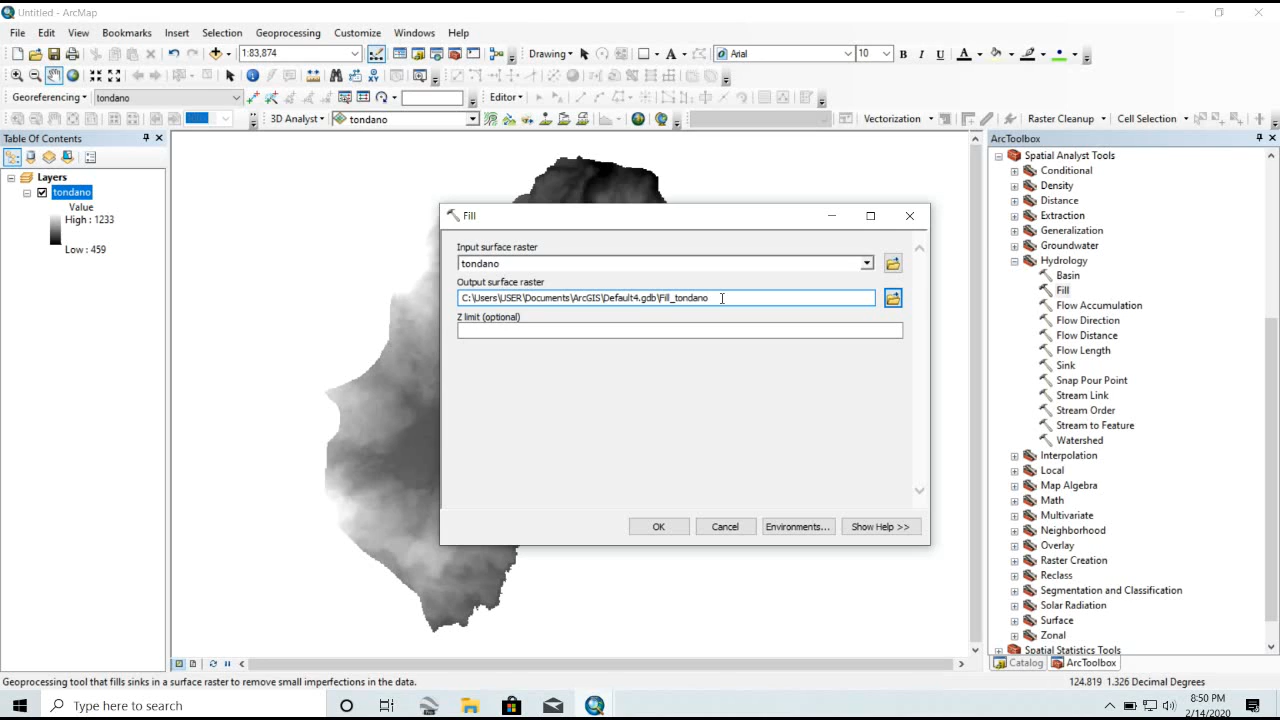 Untitled - ArcMap
File Edit View Bookmarks Insert Selection Geoprocessing Customize Windows Help
1:83,874 Drawing Arial 10 B I U A
Georeferencing tondano Editor
3D Analyst tondano Vectorization Raster Cleanup Cell Selection
Table Of Contents
Layers
tondano
Value
High : 1233
Low : 459
Fill
Input surface raster
tondano
Output surface raster
C:\Users\USER\Documents\ArcGIS\Default4.gdb\Fill_tondano
Z limit (optional)
OK Cancel Environments... Show Help >>
ArcToolbox
Spatial Analyst Tools
Conditional
Density
Distance
Extraction
Generalization
Groundwater
Hydrology
Basin
Fill
Flow Accumulation
Flow Direction
Flow Distance
Flow Length
Sink
Snap Pour Point
Stream Link
Stream Order
Stream to Feature
Watershed
Interpolation
Local
Map Algebra
Math
Multivariate
Neighborhood
Overlay
Raster Creation
Reclass
Segmentation and Classification
Solar Radiation
Surface
Zonal
Spatial Statistics Tools
Catalog ArcToolbox
Geoprocessing tool that fills sinks in a surface raster to remove small imperfections in the data.
124.819 1.326 Decimal Degrees
Type here to search
8:50 PM
2/14/2020